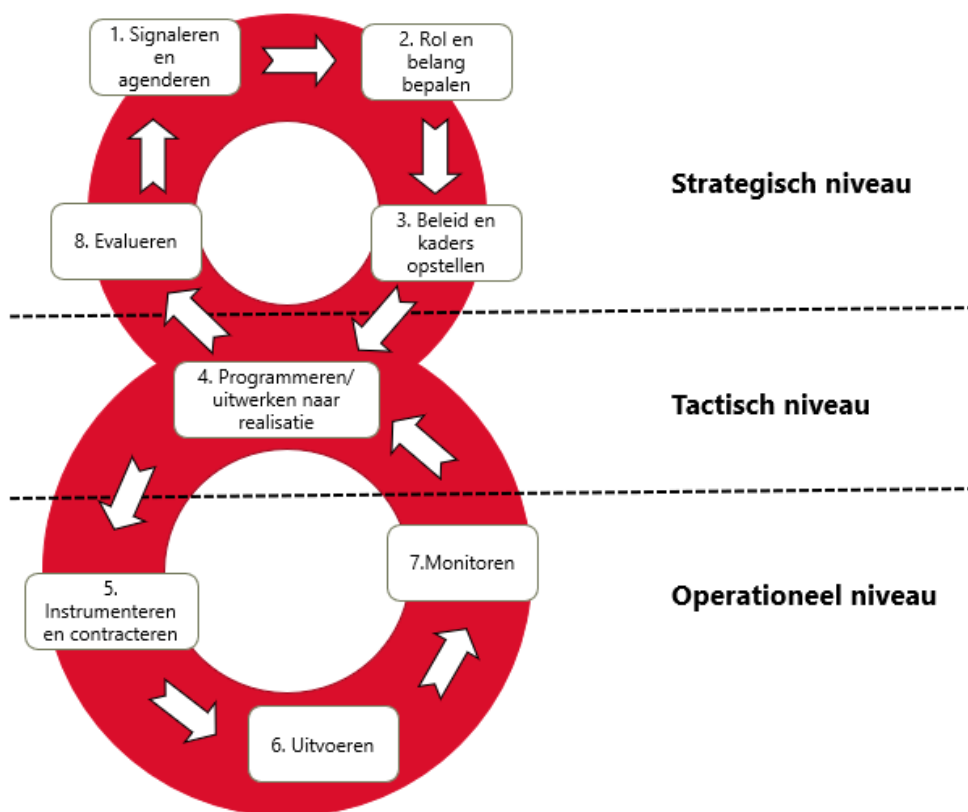 1. Signaleren
en
agenderen
2. Rol en
belang
bepalen
Strategisch niveau
8. Evalueren
3. Beleid en
kaders
opstellen
4. Programmeren/
uitwerken naar
realisatie
Tactisch niveau
7.Monitoren
5.
Instrumenteren
en contracteren
Operationeel niveau
6. Uitvoeren